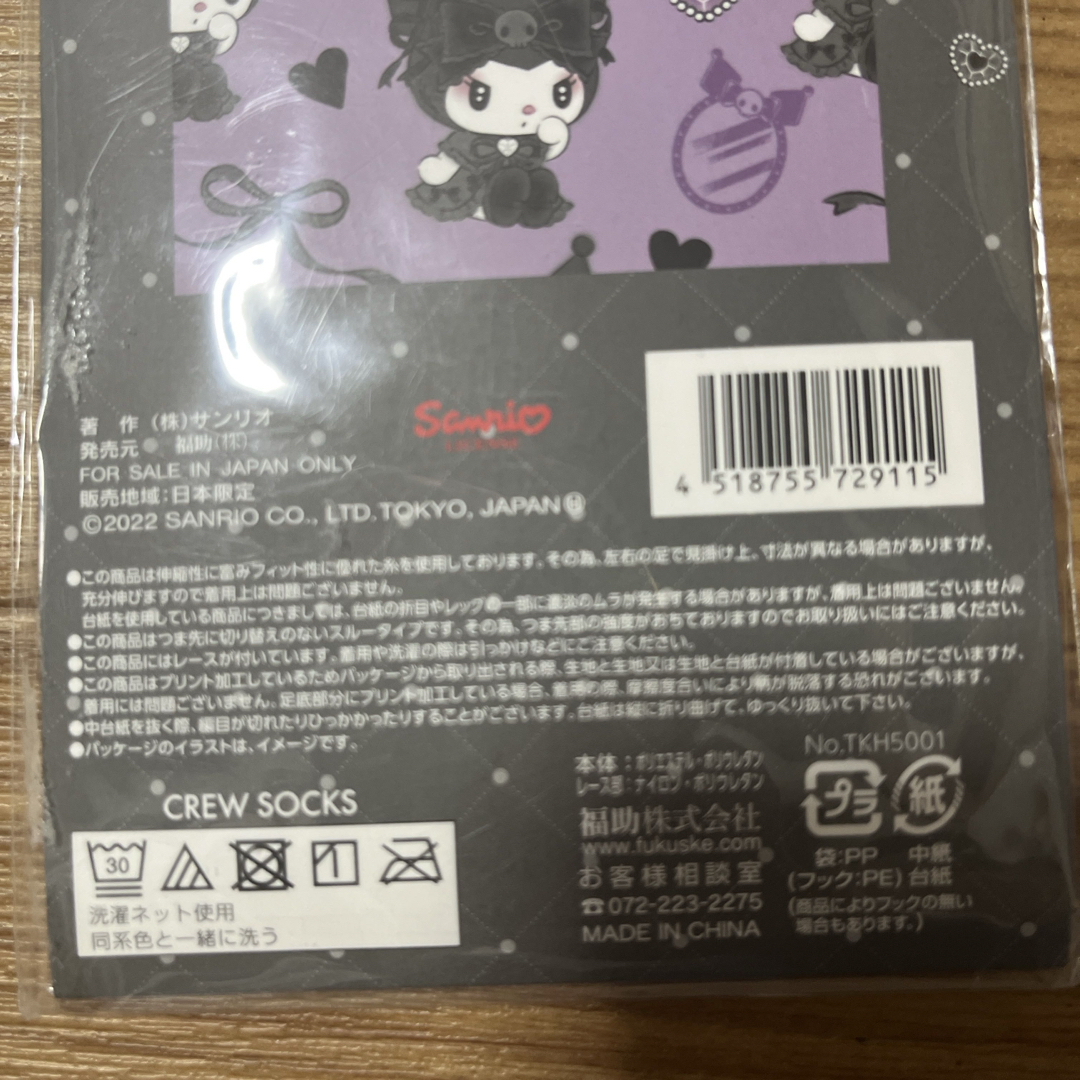 著 作 (株)サンリオ
発売元 福助(株)
FOR SALE IN JAPAN ONLY
販売地域:日本限定
©2022 SANRIO CO., LTD.TOKYO, JAPAN Ⓗ
Sanrio
4 518755 729115
●この商品は伸縮性に富みフィット性に優れた糸を使用しております。その為、左右の足で見掛け上、寸法が異なる場合がありますが、
充分伸びますので着用上は問題ございません。
台紙を使用している商品につきましては、台紙の折目やレッグの一部に濃淡のムラが発生する場合がありますが、着用上は問題ございません。
●この商品はつま先に切り替えのないスルータイプです。その為、つま先部の強度がおちておりますのでお取り扱いにはご注意ください。
●この商品にはレースが付いています。着用や洗濯の際は引っかけなどにご注意ください。
●この商品はプリント加工しているためパッケージから取り出される際、生地と生地又は生地と台紙が付着している場合がございますが、
着用には問題ございません。足底部分にプリント加工している場合、着用の際、摩擦度合いにより柄が脱落する恐れがございます。
●中台紙を抜く際、編目が切れたりひっかかったりすることがございます。台紙は縦に折り曲げて、ゆっくり抜いて下さい。
●パッケージのイラストは、イメージです。
CREW SOCKS
30
洗濯ネット使用
同系色と一緒に洗う
本体:ポリエステル・ポリウレタン
レース部:ナイロン・ポリウレタン
福助株式会社
www.fukuske.com
お客様相談室
☎072-223-2275
MADE IN CHINA
No.TKH5001
プラ 紙
袋:PP 中紙
(フック:PE) 台紙
(商品によりフックの無い
場合もあります。)